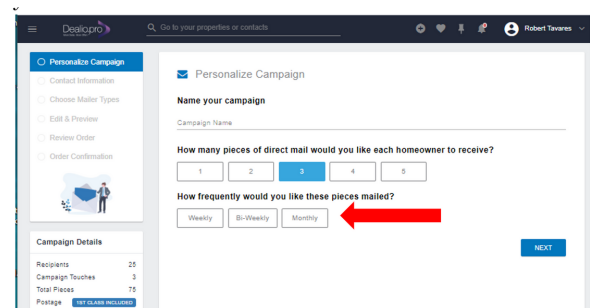 y
Dealio.pro
Go to your properties or contacts
Robert Tavares
Personalize Campaign
Contact Information
Choose Mailer Types
Edit & Preview
Review Order
Order Confirmation
Personalize Campaign
Name your campaign
Campaign Name
How many pieces of direct mail would you like each homeowner to receive?
1 2 3 4 5
How frequently would you like these pieces mailed?
Weekly Bi-Weekly Monthly
NEXT
Campaign Details
Recipients 25
Campaign Touches 3
Total Pieces 75
Postage 1ST CLASS INCLUDED